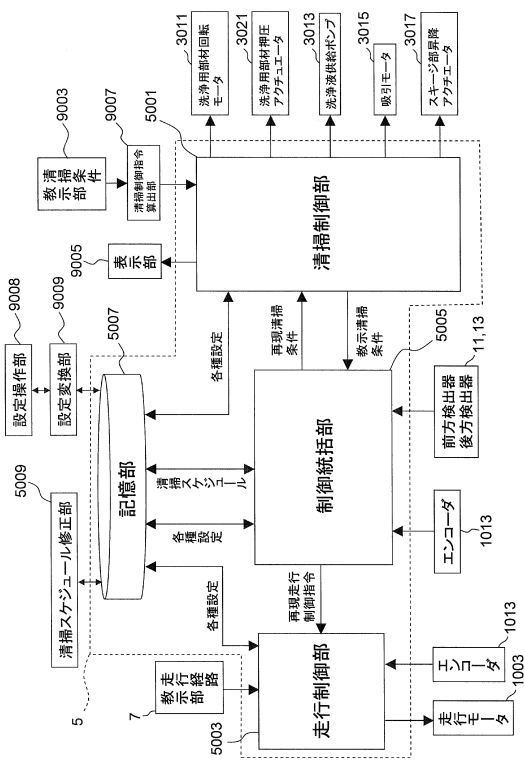 3011
洗浄用部材回転
モータ
3021
洗浄用部材押圧
アクチュエータ
3013
洗浄液供給ポンプ
3015
吸引モータ
3017
スキージ部昇降
アクチエータ
9003
清掃条件
教示部
9007
清掃制御指令
算出部
5001
清掃制御部
9005
表示部
9008
設定操作部
9009
設定変換部
5007
記憶部
5009
清掃スケジュール修正部
各種設定
再現清掃
条件
教示清掃
条件
清掃スケ
ジュール
各種
設定
各種設定
5005
制御統括部
11,13
前方検出器
後方検出器
エンコーダ
1013
再現走行
制御指令
5
走行経路
教示部
7
5003
走行制御部
1013
エンコーダ
1003
走行モータ